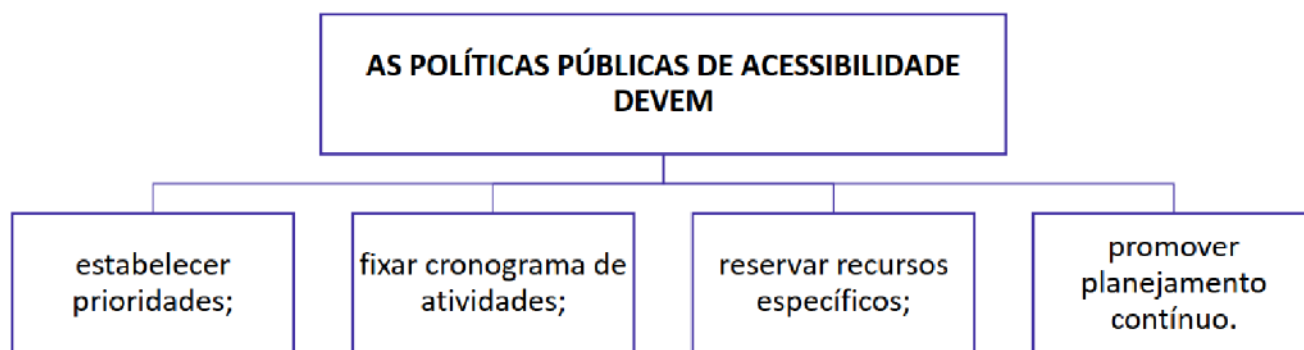 AS POLÍTICAS PÚBLICAS DE ACESSIBILIDADE
DEVEM
estabelecer
prioridades;
fixar cronograma de
atividades;
reservar recursos
específicos;
promover
planejamento
contínuo.